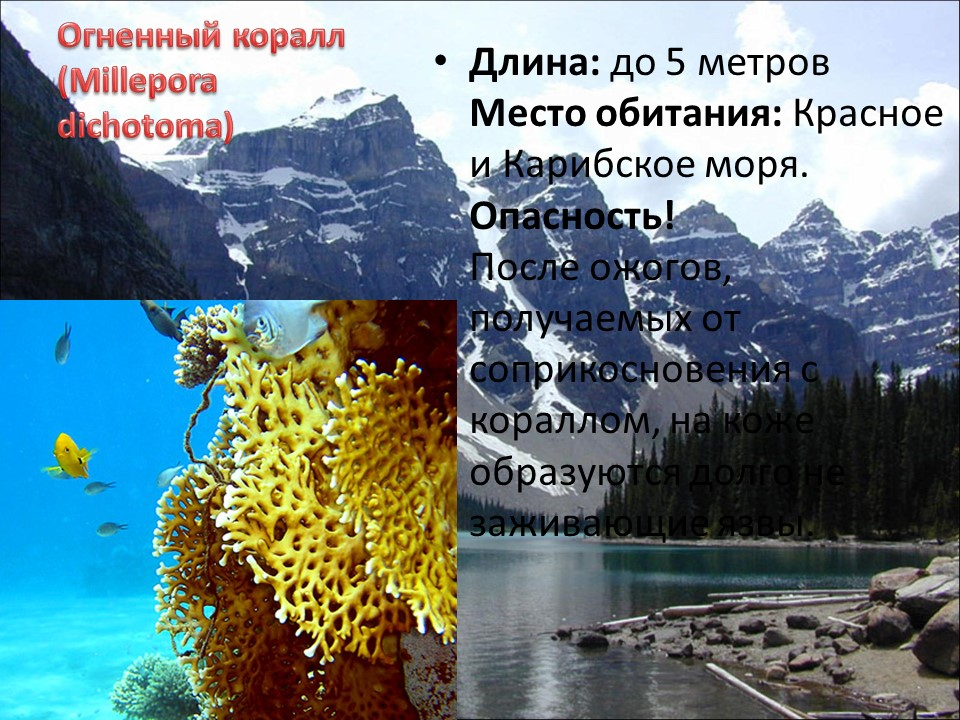 Огненный коралл
(Millepora
dichotoma)
• Длина: до 5 метров
Место обитания: Красное
и Карибское моря.
Опасность!
После ожогов,
получаемых от
соприкосновения с
кораллом, на коже
образуются долго не
заживающие язвы.